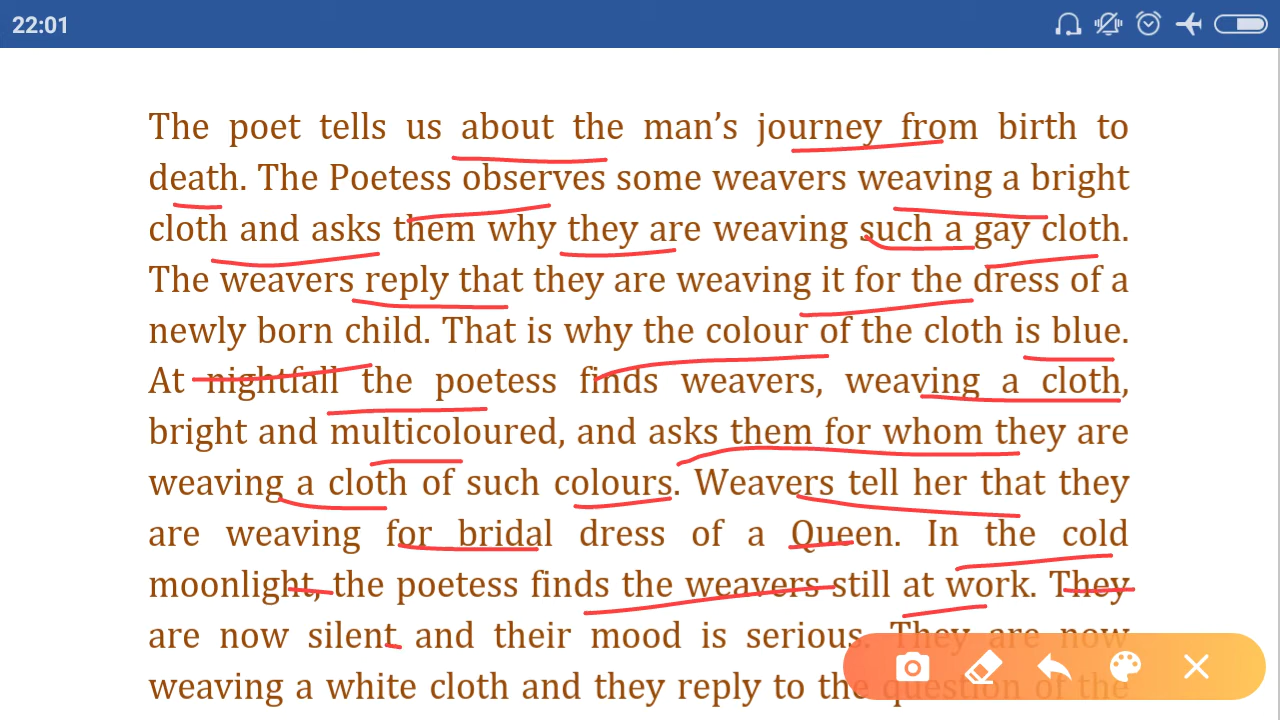 22:01
The poet tells us about the man's journey from birth to
death. The Poetess observes some weavers weaving a bright
cloth and asks them why they are weaving such a gay cloth.
The weavers reply that they are weaving it for the dress of a
newly born child. That is why the colour of the cloth is blue.
At nightfall the poetess finds weavers, weaving a cloth,
bright and multicoloured, and asks them for whom they are
weaving a cloth of such colours. Weavers tell her that they
are weaving for bridal dress of a Queen. In the cold
moonlight, the poetess finds the weavers still at work. They
are now silent and their mood is serious. They are now
weaving a white cloth and they reply to the question of the